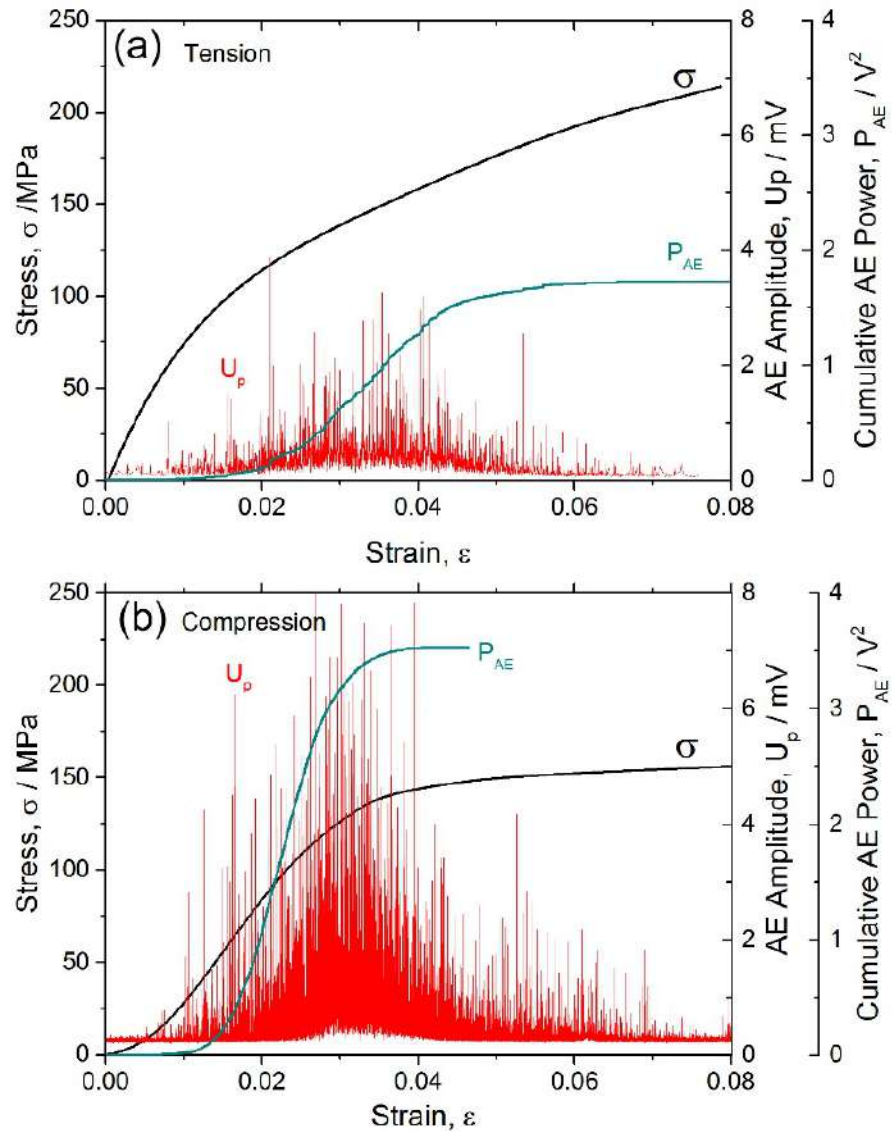 (a) Tension
σ
P_AE
U_p
250
200
150
100
50
0
Stress, σ /MPa
8
6
4
2
0
AE Amplitude, Up / mV
4
3
2
1
0
Cumulative AE Power, P_AE / V²
0.00 0.02 0.04 0.06 0.08
Strain, ε
(b) Compression
U_p
P_AE
σ
250
200
150
100
50
0
Stress, σ / MPa
8
6
4
2
0
AE Amplitude, U_p / mV
4
3
2
1
0
Cumulative AE Power, P_AE / V²
0.00 0.02 0.04 0.06 0.08
Strain, ε